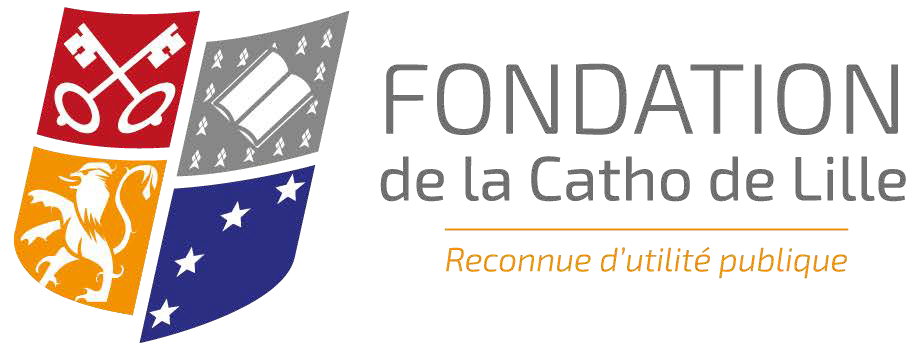 FONDATION
de la Catho de Lille
Reconnue d'utilité publique